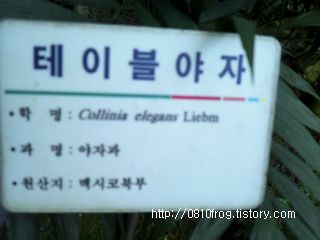 테이블야자
• 학 명 : Collinia elegans Liebm
• 과 명 : 야자과
• 원산지 : 멕시코북부
http://0810frog.tistory.com